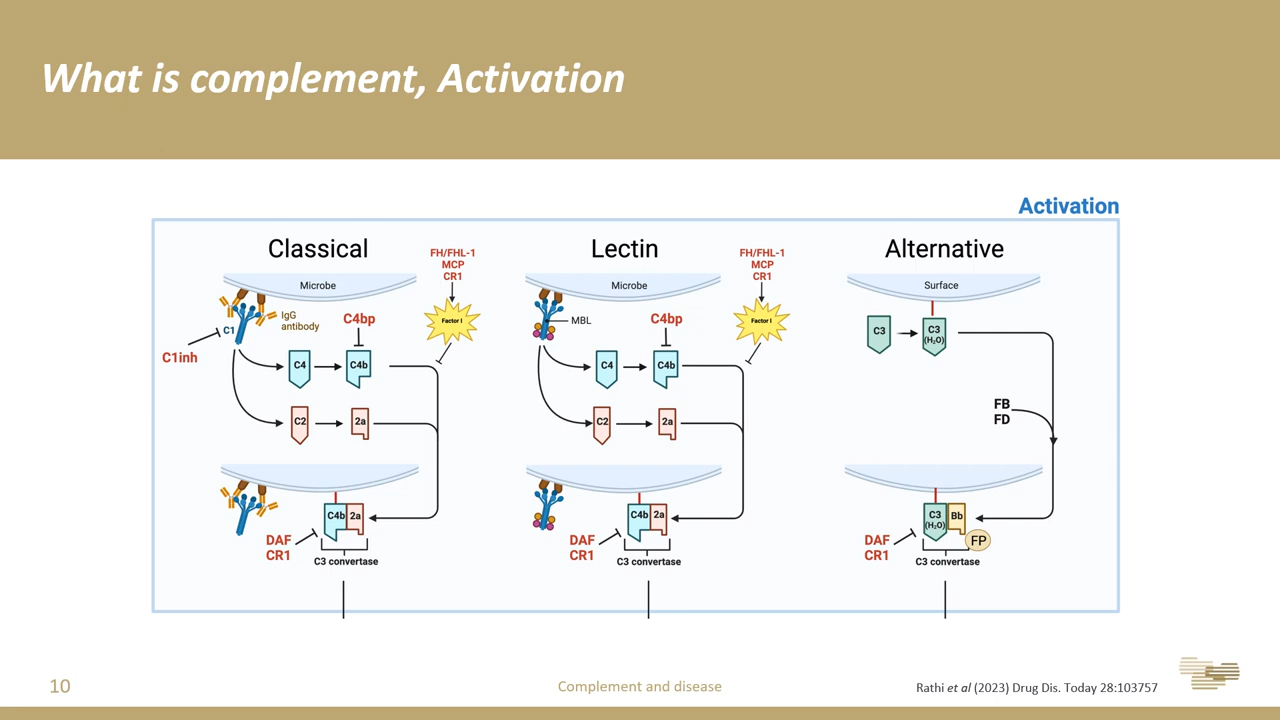 What is complement, Activation
Activation
Classical
FH/FHL-1
MCP
CR1
Microbe
IgG
antibody
C1
C1inh
C4bp
Factor I
C4
C4b
C2
2a
C4b
2a
DAF
CR1
C3 convertase
Lectin
FH/FHL-1
MCP
CR1
Microbe
MBL
C4bp
Factor I
C4
C4b
C2
2a
C4b
2a
DAF
CR1
C3 convertase
Alternative
Surface
C3
C3
(H₂O)
FB
FD
C3
(H₂O)
Bb
FP
DAF
CR1
C3 convertase
10
Complement and disease
Rathi et al (2023) Drug Dis. Today 28:103757